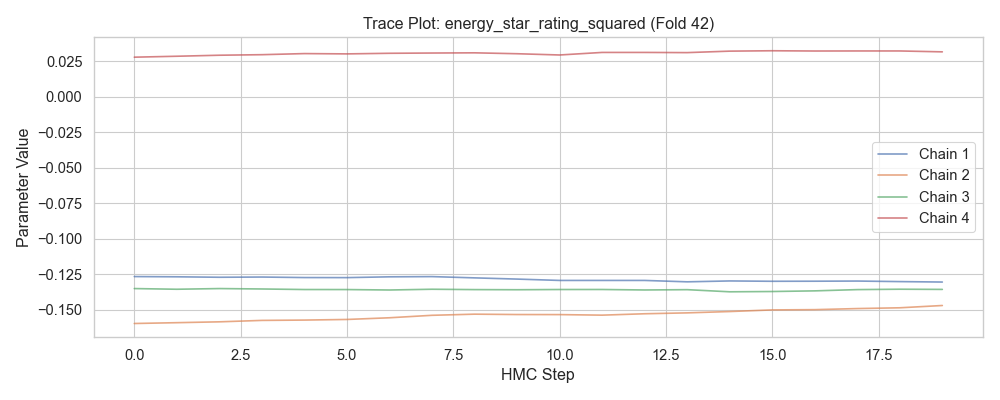 Trace Plot: energy_star_rating_squared (Fold 42)
Parameter Value
0.025
0.000
−0.025
−0.050
−0.075
−0.100
−0.125
−0.150
Chain 1
Chain 2
Chain 3
Chain 4
0.0 2.5 5.0 7.5 10.0 12.5 15.0 17.5
HMC Step